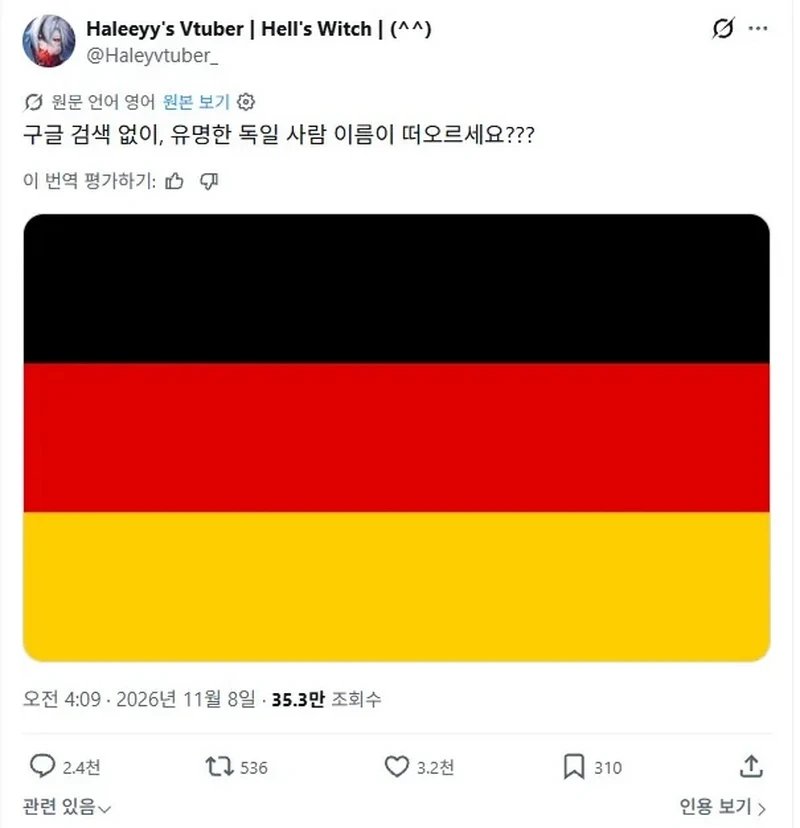 Haleeyy's Vtuber | Hell's Witch | (^^)
@Haleyvtuber_
원문 언어 영어 원본 보기
구글 검색 없이, 유명한 독일 사람 이름이 떠오르세요???
이 번역 평가하기:
오전 4:09 · 2026년 11월 8일 · 35.3만 조회수
2.4천 536 3.2천 310
관련 있음 인용 보기